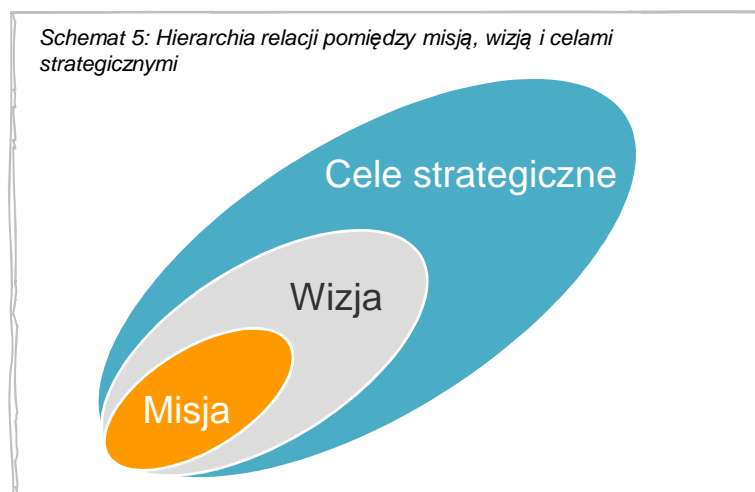 Schemat 5: Hierarchia relacji pomiędzy misją, wizją i celami
strategicznymi
Cele strategiczne
Wizja
Misja